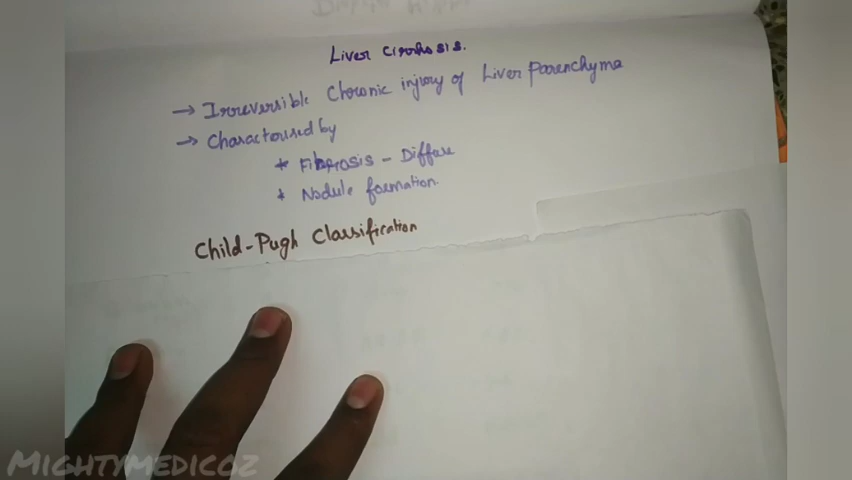 Liver Cirrhosis.
→ Irreversible Chronic injury of Liver Parenchyma
→ Characterised by
* Fibrosis - Diffuse
* Nodule formation.
Child-Pugh Classification
MIGHTYMEDICOZ